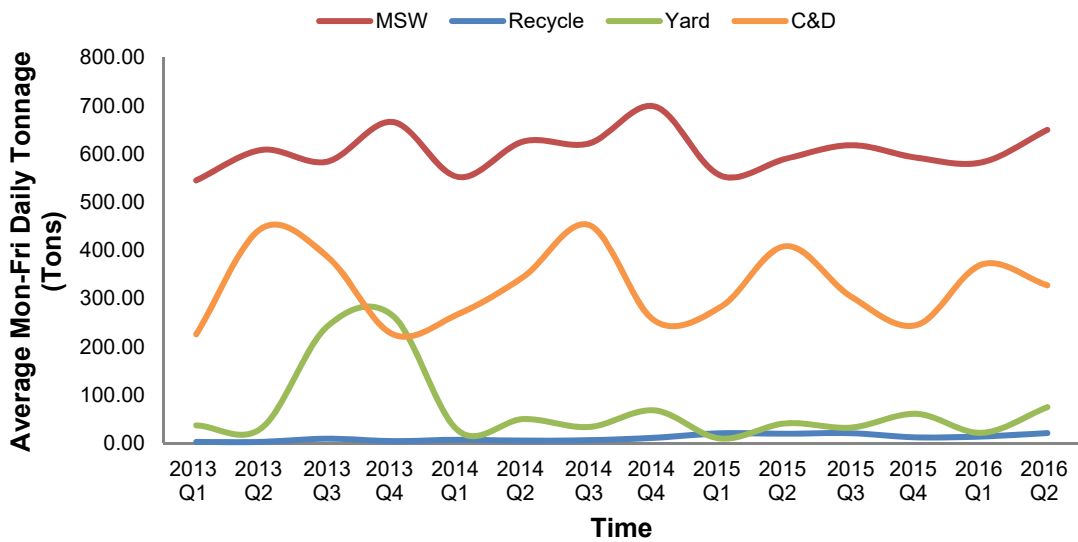 MSW Recycle Yard C&D
Average Mon-Fri Daily Tonnage
(Tons)
800.00
700.00
600.00
500.00
400.00
300.00
200.00
100.00
0.00
2013 2013 2013 2013 2014 2014 2014 2014 2015 2015 2015 2015 2016 2016
Q1 Q2 Q3 Q4 Q1 Q2 Q3 Q4 Q1 Q2 Q3 Q4 Q1 Q2
Time